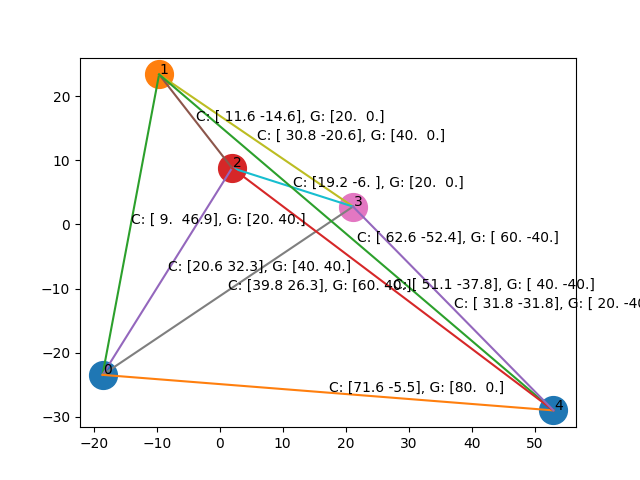 1
C: [ 11.6 -14.6], G: [20.  0.]
C: [ 30.8 -20.6], G: [40.  0.]
2
C: [19.2 -6. ], G: [20.  0.]
3
C: [ 9.  46.9], G: [20. 40.]
C: [ 62.6 -52.4], G: [ 60. -40.]
C: [20.6 32.3], G: [40. 40.]
C: [39.8 26.3], G: [60. 40.]
C: [ 51.1 -37.8], G: [ 40. -40.]
C: [ 31.8 -31.8], G: [ 20. -40
0
C: [71.6 -5.5], G: [80.  0.]
4
20
10
0
−10
−20
−30
−20 −10 0 10 20 30 40 50